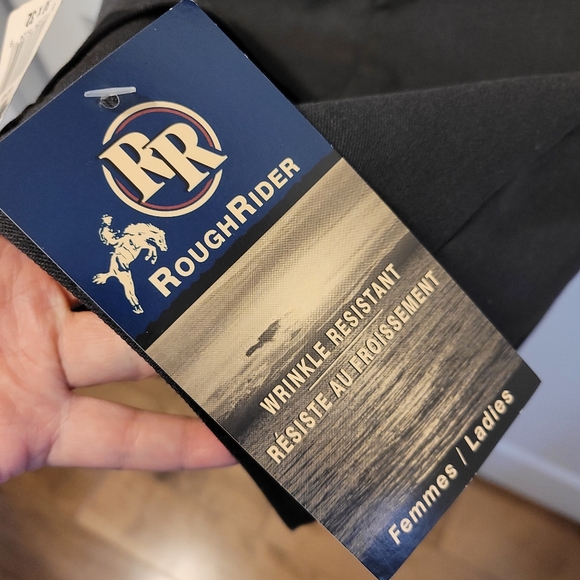 RR
ROUGHRIDER
WRINKLE RESISTANT
RÉSISTE AU FROISSEMENT
Femmes / Ladies